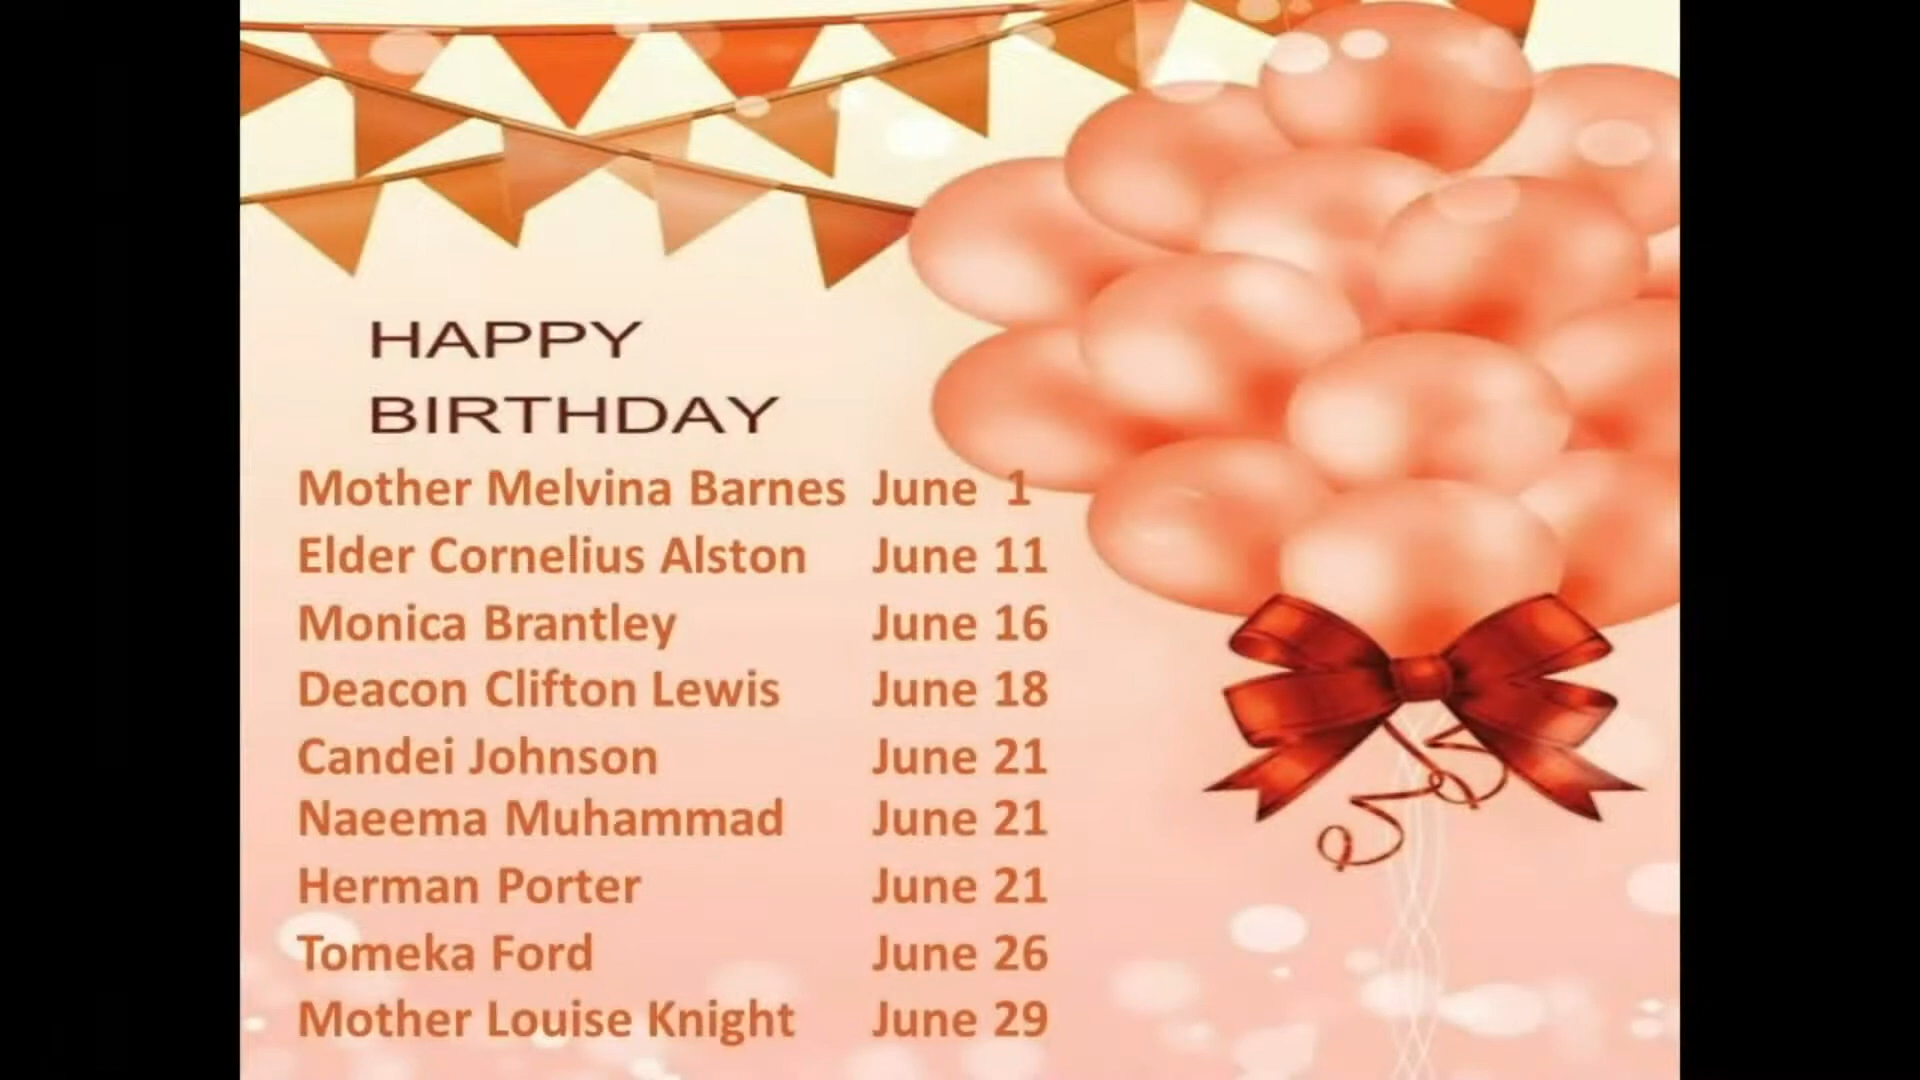 HAPPY
BIRTHDAY
Mother Melvina Barnes June 1
Elder Cornelius Alston June 11
Monica Brantley June 16
Deacon Clifton Lewis June 18
Candei Johnson June 21
Naeema Muhammad June 21
Herman Porter June 21
Tomeka Ford June 26
Mother Louise Knight June 29